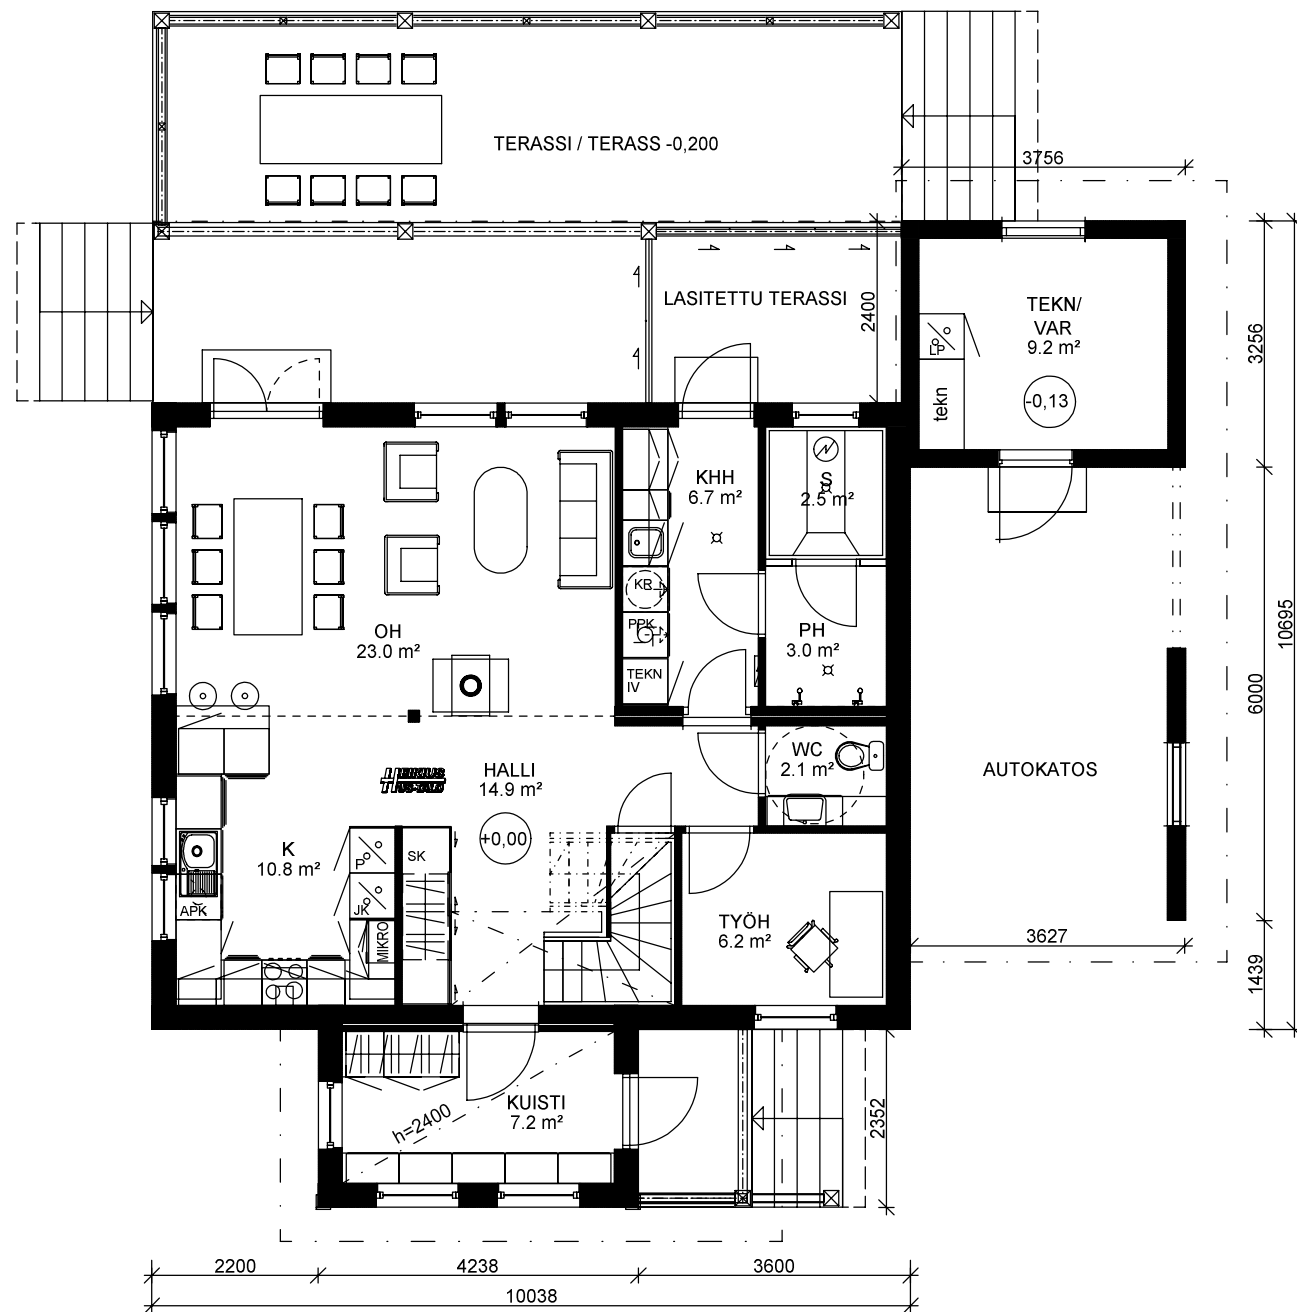 TERASSI / TERASS -0,200
3756
LASITETTU TERASSI
2400
TEKN/
VAR
9.2 m²
LP
tekn
-0,13
3256
KHH
6.7 m²
S
2.5 m²
KR
PPK
TEKN
IV
PH
3.0 m²
OH
23.0 m²
10695
6000
HALLI
14.9 m²
+0,00
WC
2.1 m²
AUTOKATOS
K
10.8 m²
P
SK
JK
APK
MIKRO
TYÖH
6.2 m²
3627
1439
KUISTI
7.2 m²
h=2400
2352
2200
4238
3600
10038